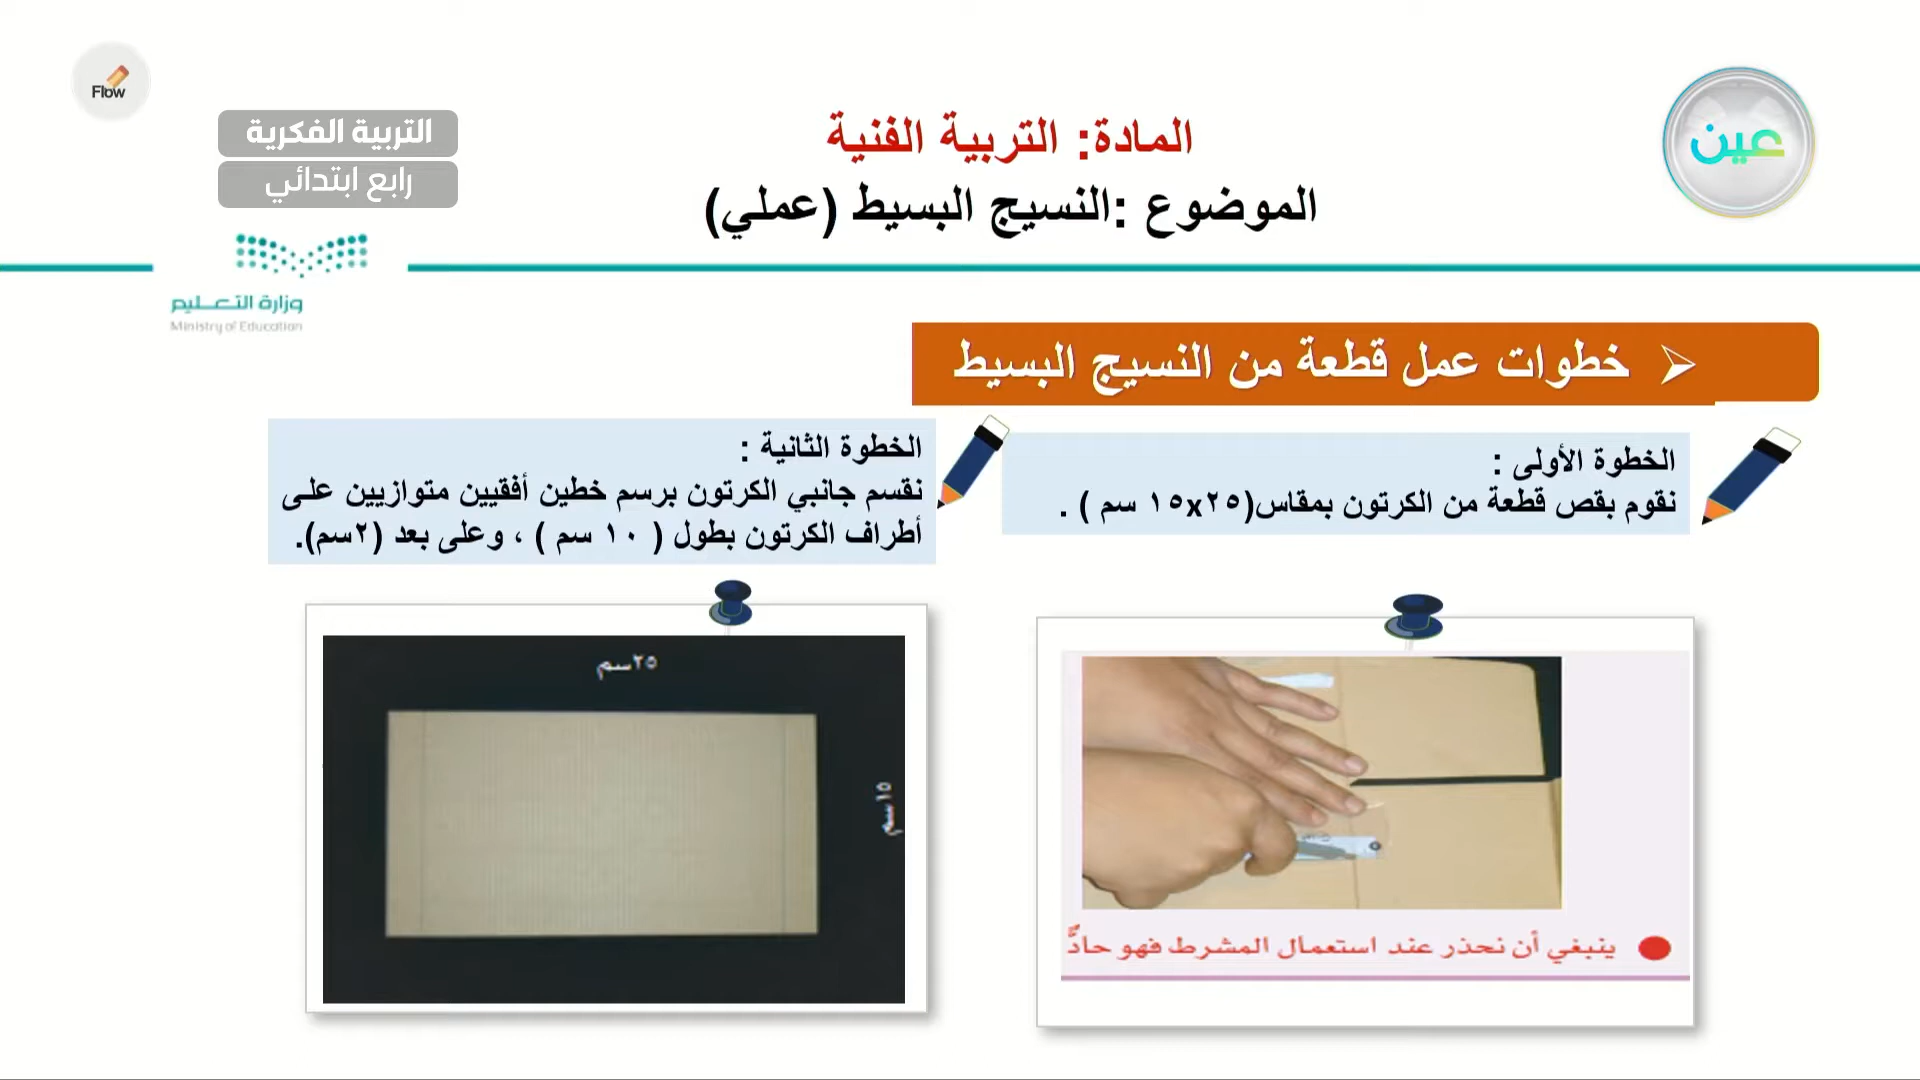 Flow
التربية الفكرية
رابع ابتدائي
المادة: التربية الفنية
الموضوع :النسيج البسيط (عملي)
عين
وزارة التعليم
Ministry of Education
خطوات عمل قطعة من النسيج البسيط
الخطوة الأولى :
نقوم بقص قطعة من الكرتون بمقاس(٢٥x١٥ سم ) .
الخطوة الثانية :
نقسم جانبي الكرتون برسم خطين أفقيين متوازيين على
أطراف الكرتون بطول ( ١٠ سم ) ، وعلى بعد (٢سم).
ينبغي أن نحذر عند استعمال المشرط فهو حادٌّ
٢٥سم
١٥سم